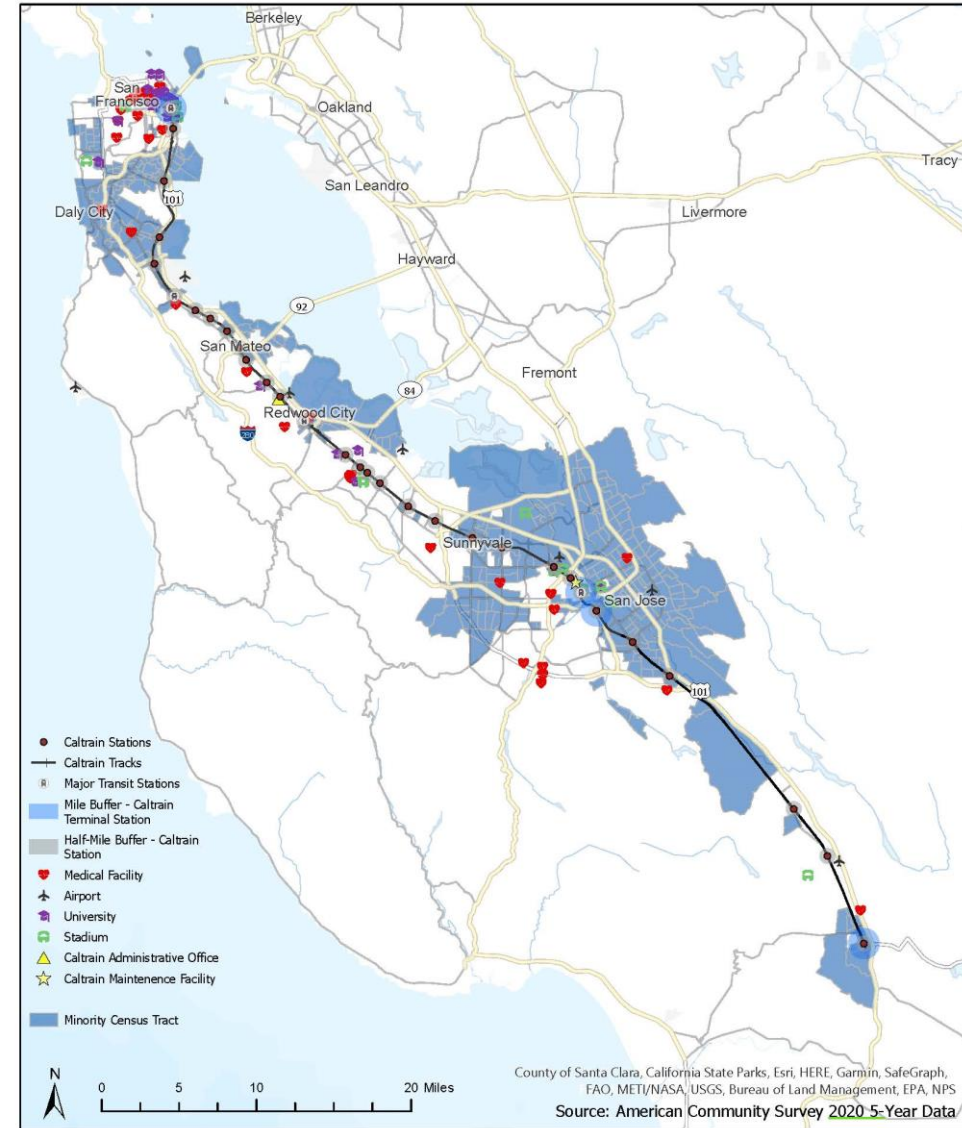 Berkeley
San
Francisco
Oakland
Tracy
San Leandro
101
Livermore
Daly City
Hayward
92
San Mateo
Fremont
84
Redwood City
280
Sunnyvale
San Jose
101
Caltrain Stations
Caltrain Tracks
Major Transit Stations
Mile Buffer - Caltrain
Terminal Station
Half-Mile Buffer - Caltrain
Station
Medical Facility
Airport
University
Stadium
Caltrain Administrative Office
Caltrain Maintenence Facility
Minority Census Tract
N
0 5 10 20 Miles
County of Santa Clara, California State Parks, Esri, HERE, Garmin, SafeGraph,
FAO, METI/NASA, USGS, Bureau of Land Management, EPA, NPS
Source: American Community Survey 2020 5-Year Data